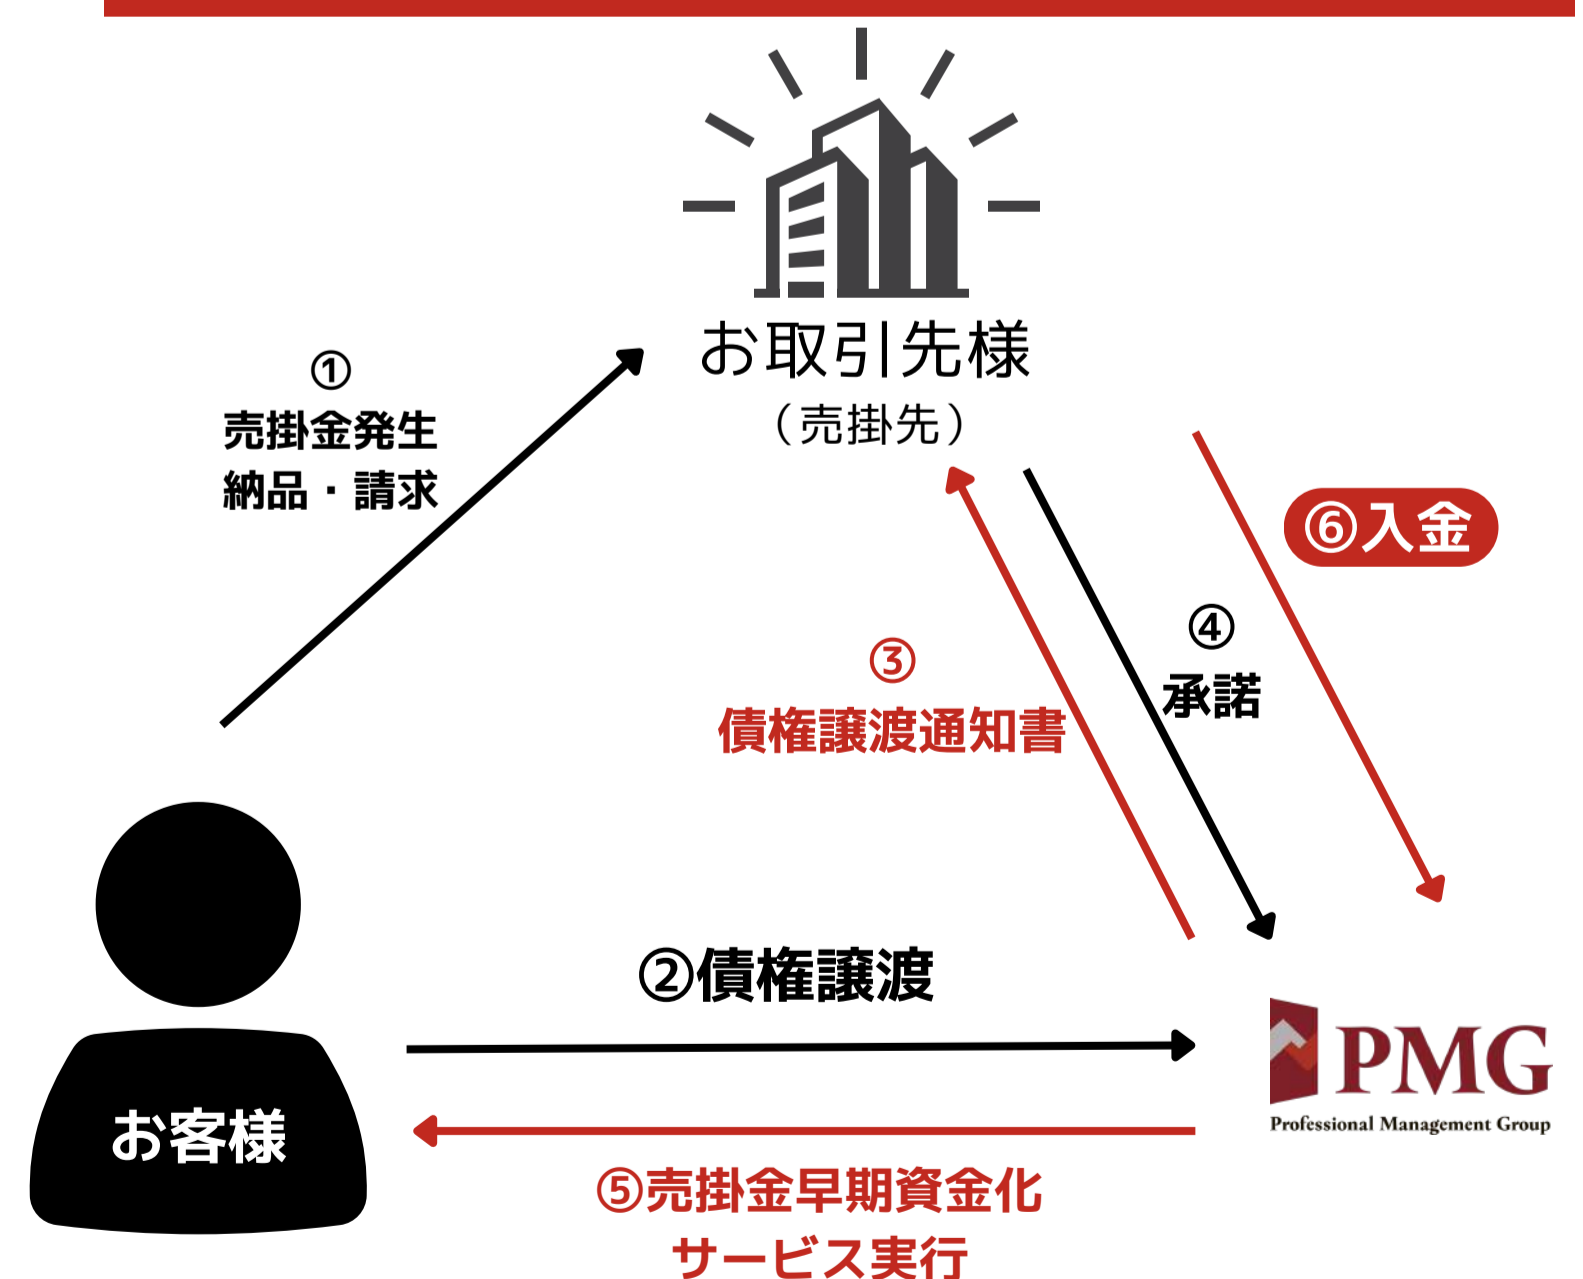 お取引先様
（売掛先）
①
売掛金発生
納品・請求
⑥入金
④
承諾
③
債権譲渡通知書
②債権譲渡
PMG
Professional Management Group
お客様
⑤売掛金早期資金化
サービス実行